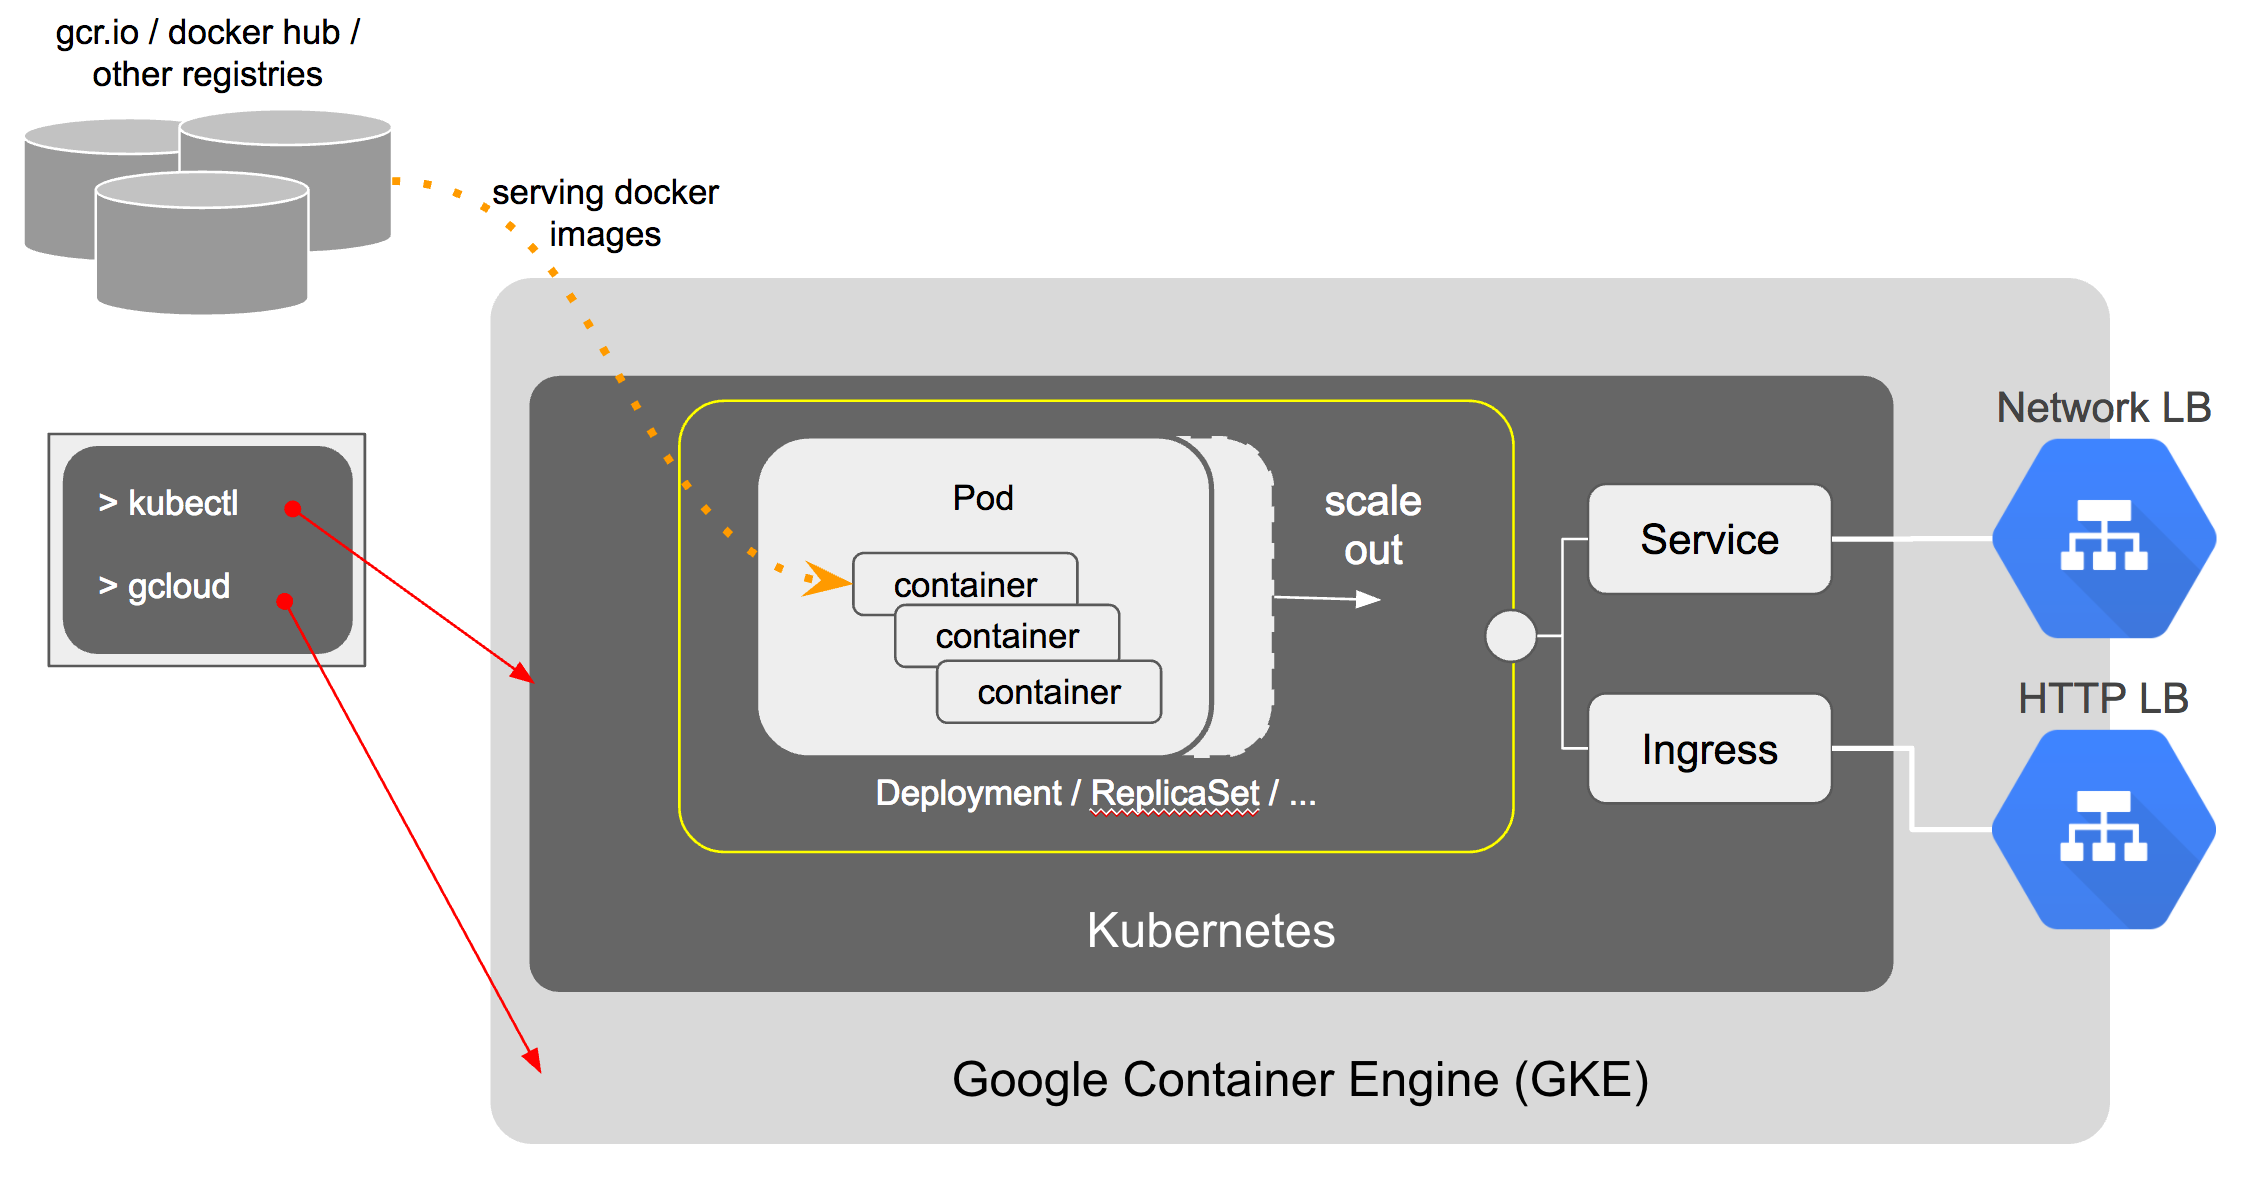 gcr.io / docker hub /
other registries
serving docker
images
> kubectl
> gcloud
Pod
container
container
container
scale
out
Deployment / ReplicaSet / ...
Service
Ingress
Network LB
HTTP LB
Kubernetes
Google Container Engine (GKE)